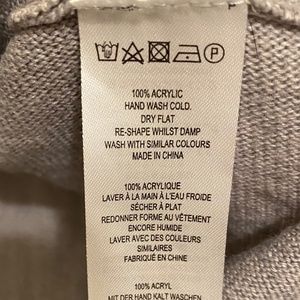 P
100% ACRYLIC
HAND WASH COLD.
DRY FLAT
RE-SHAPE WHILST DAMP
WASH WITH SIMILAR COLOURS
MADE IN CHINA
100% ACRYLIQUE
LAVER À LA MAIN À L'EAU FROIDE
SÉCHER À PLAT
REDONNER FORME AU VÊTEMENT
ENCORE HUMIDE
LAVER AVEC DES COULEURS
SIMILAIRES
FABRIQUÉ EN CHINE
100% ACRYL
MIT DER HAND KALT WASCHEN